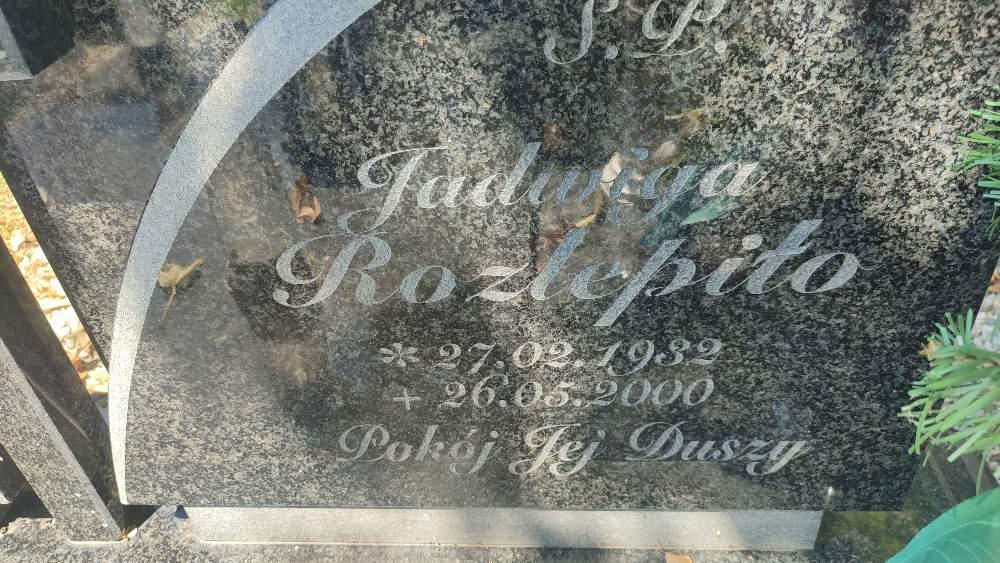 Ś.P.
Jadwiga
Rozlepiło
* 27.02.1932
+ 26.05.2000
Pokój Jej Duszy